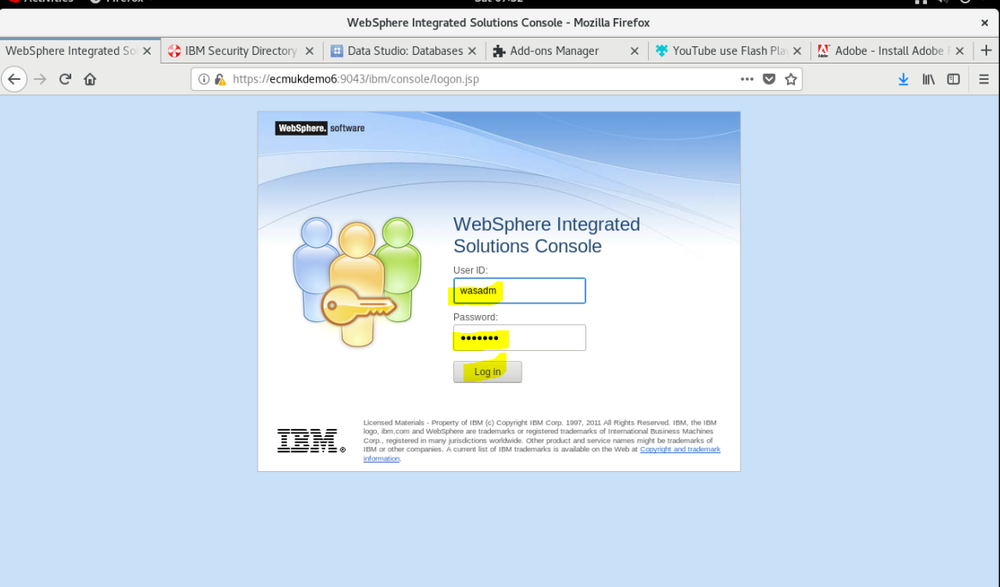 Activities Firefox Sat 07:32
WebSphere Integrated Solutions Console - Mozilla Firefox
WebSphere Integrated So IBM Security Directory Data Studio: Databases Add-ons Manager YouTube use Flash Pla Adobe - Install Adobe F
https://ecmukdemo6:9043/ibm/console/logon.jsp
WebSphere. software
WebSphere Integrated
Solutions Console
User ID:
wasadm
Password:
•••••••
Log in
Licensed Materials - Property of IBM (c) Copyright IBM Corp. 1997, 2011 All Rights Reserved. IBM, the IBM
logo, ibm.com and WebSphere are trademarks or registered trademarks of International Business Machines
Corp., registered in many jurisdictions worldwide. Other product and service names might be trademarks of
IBM or other companies. A current list of IBM trademarks is available on the Web at Copyright and trademark
information.
IBM®